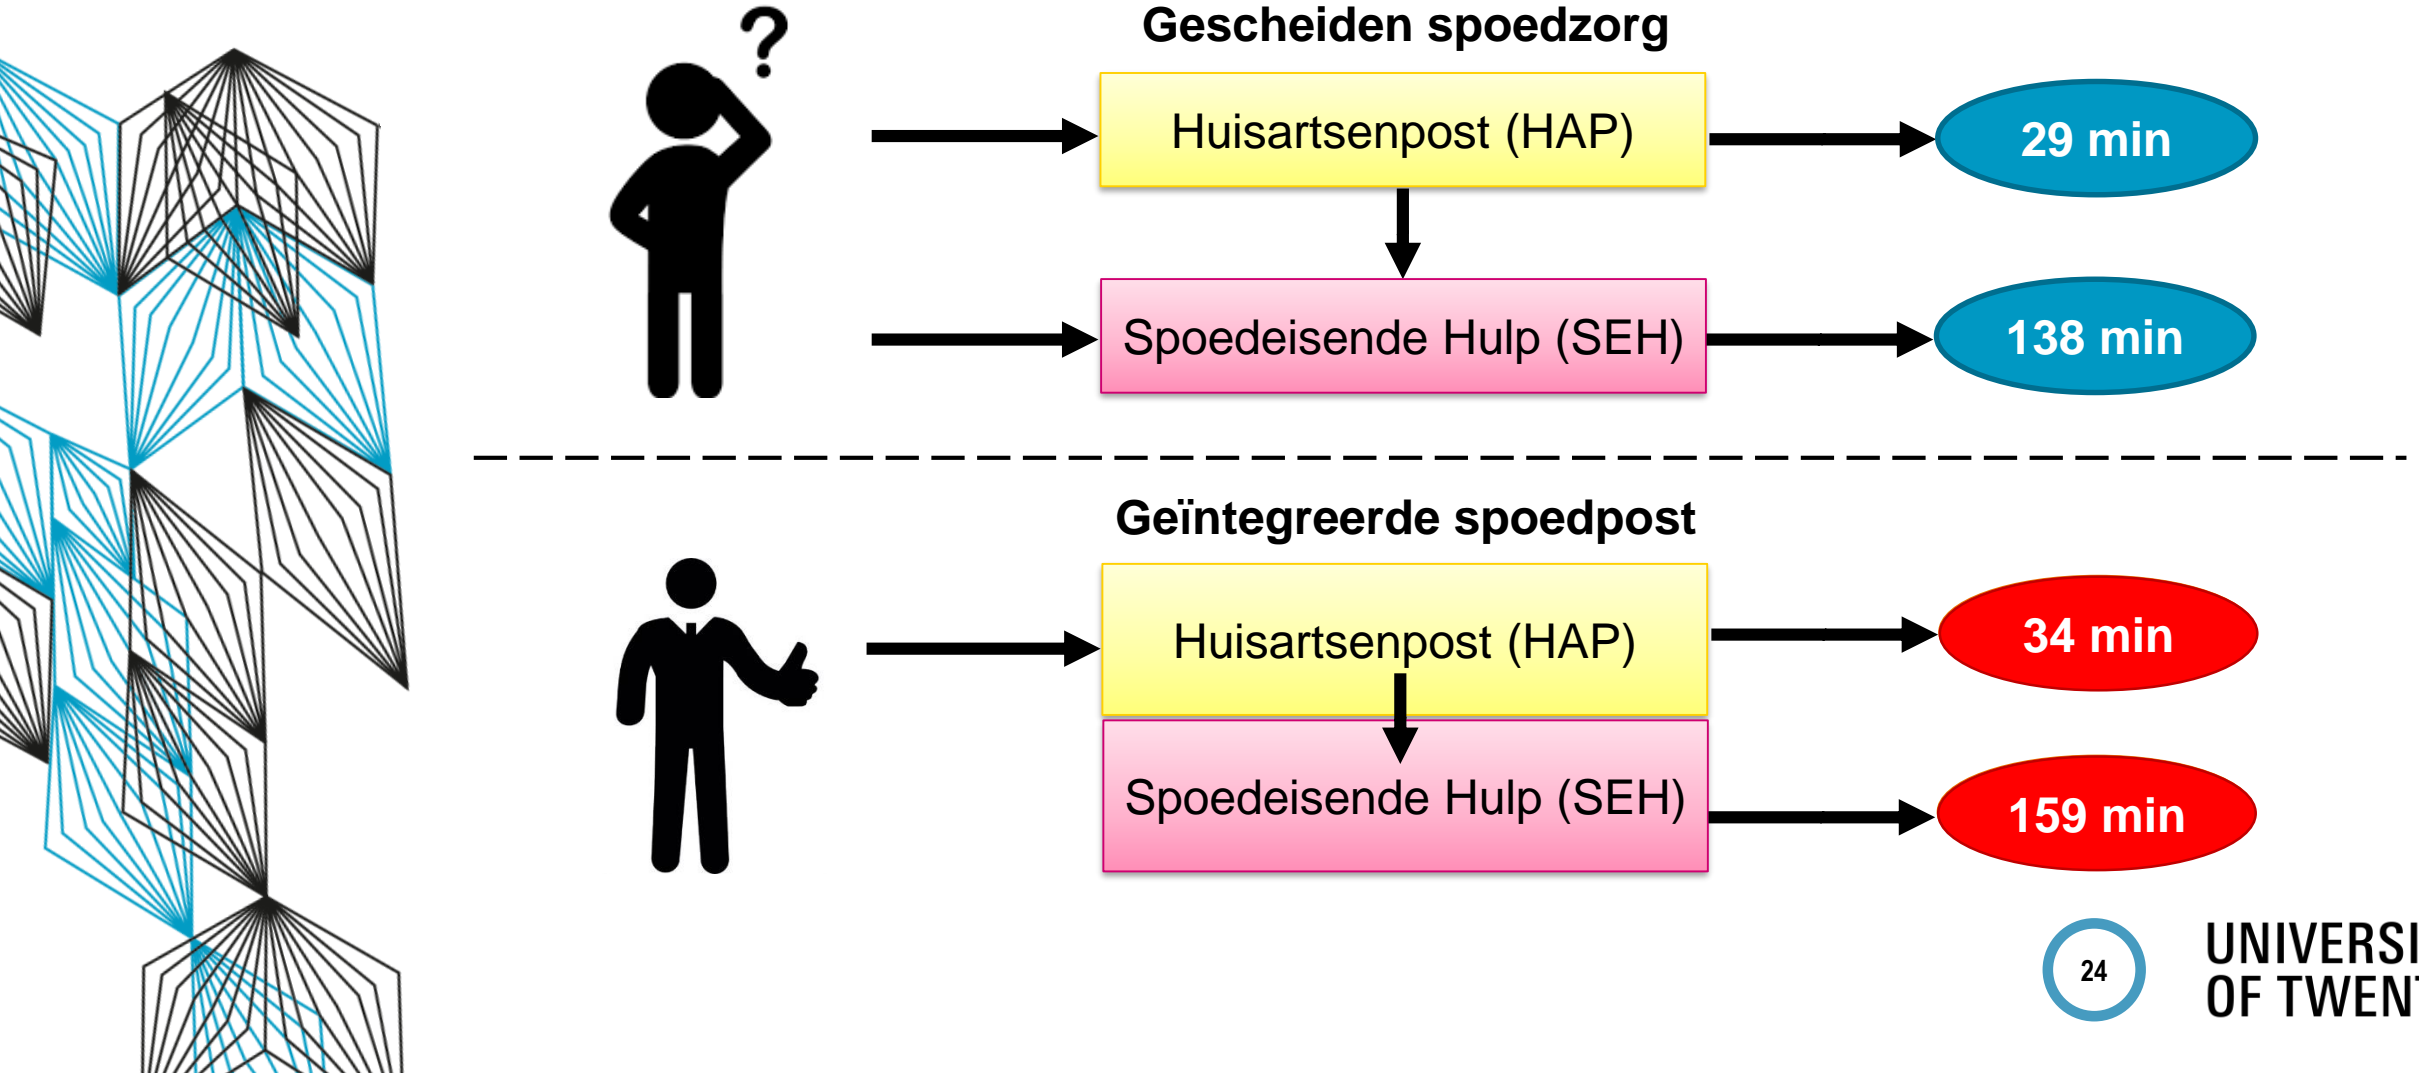 ?
Gescheiden spoedzorg
Huisartsenpost (HAP)
29 min
Spoedeisende Hulp (SEH)
138 min
Geïntegreerde spoedpost
Huisartsenpost (HAP)
34 min
Spoedeisende Hulp (SEH)
159 min
24
UNIVERSI
OF TWEN